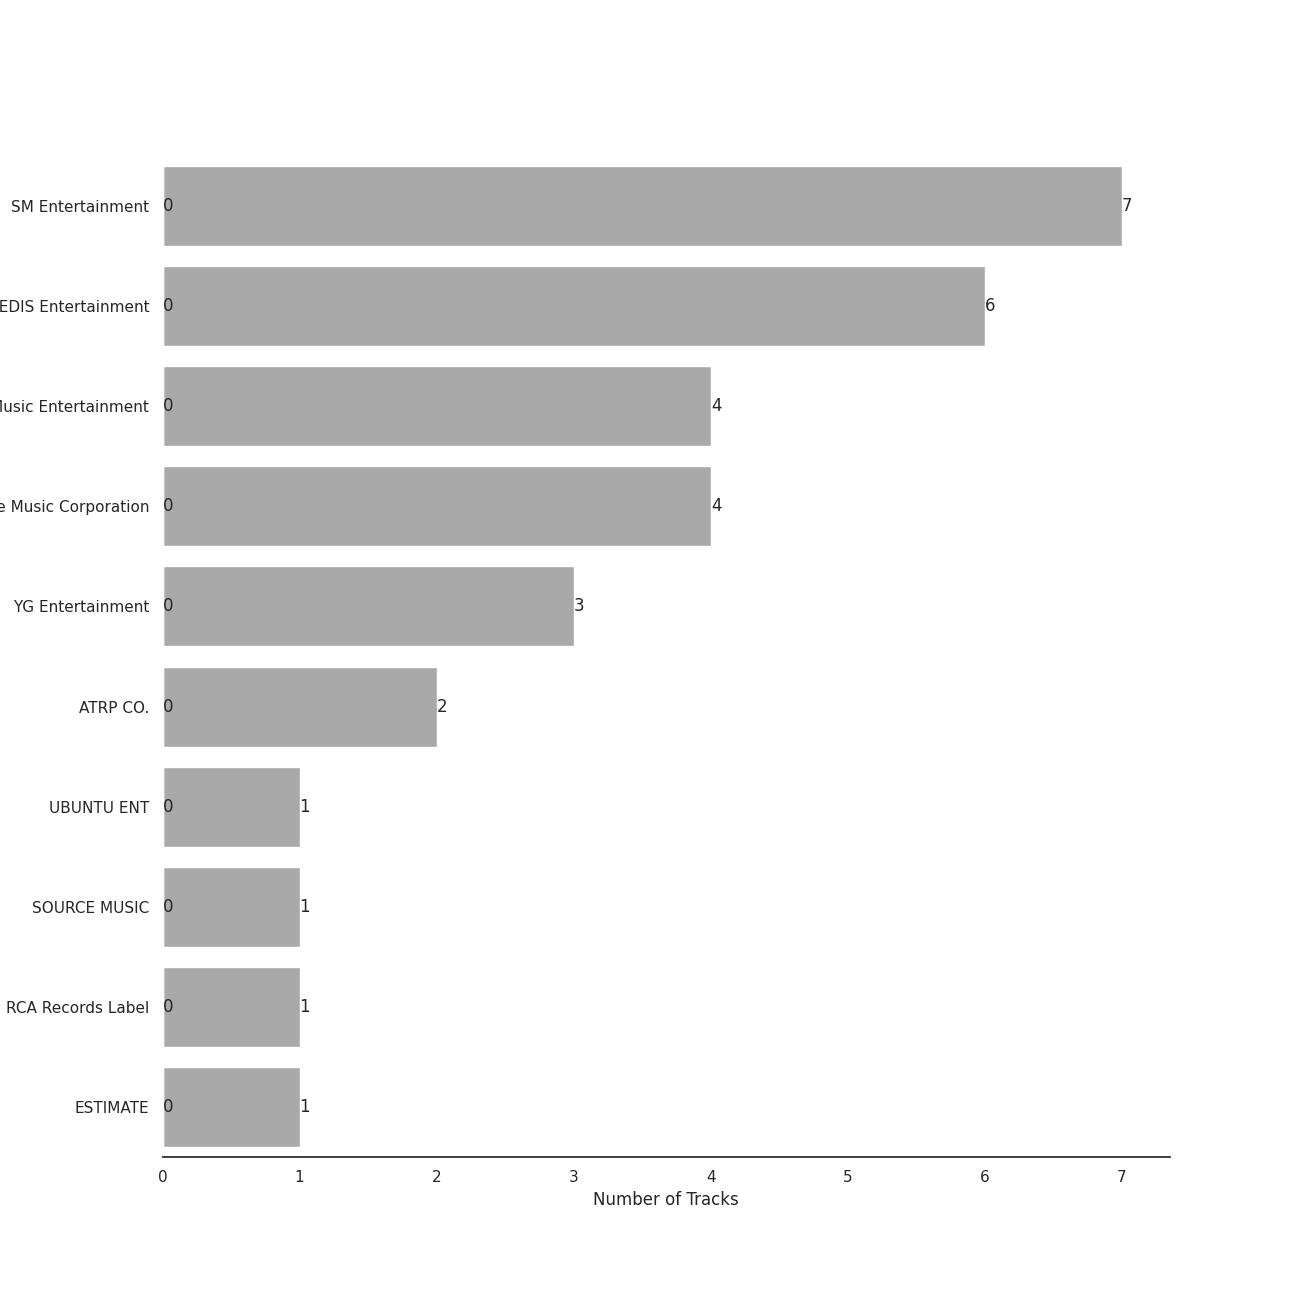 SM Entertainment 0 7
EDIS Entertainment 0 6
Music Entertainment 0 4
e Music Corporation 0 4
YG Entertainment 0 3
ATRP CO. 0 2
UBUNTU ENT 0 1
SOURCE MUSIC 0 1
RCA Records Label 0 1
ESTIMATE 0 1
0 1 2 3 4 5 6 7
Number of Tracks